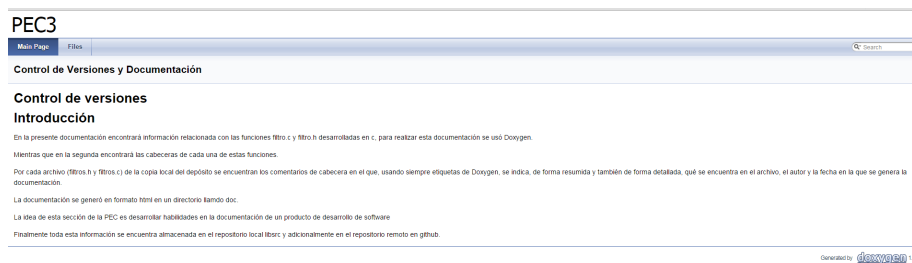 PEC3
Main Page Files Search
Control de Versiones y Documentación
Control de versiones
Introducción
En la presente documentación encontrará información relacionada con las funciones filtro.c y filtro.h desarrolladas en c, para realizar esta documentación se usó Doxygen.
Mientras que en la segunda encontrará las cabeceras de cada una de estas funciones.
Por cada archivo (filtros.h y filtros.c) de la copia local del depósito se encuentran los comentarios de cabecera en el que, usando siempre etiquetas de Doxygen, se indica, de forma resumida y también de forma detallada, qué se encuentra en el archivo, el autor y la fecha en la que se genera la
documentación.
La documentación se generó en formato html en un directorio llamdo doc.
La idea de esta sección de la PEC es desarrollar habilidades en la documentación de un producto de desarrollo de software
Finalmente toda esta información se encuentra almacenada en el repositorio local libsrc y adicionalmente en el repositorio remoto en github.
Generated by doxygen 1